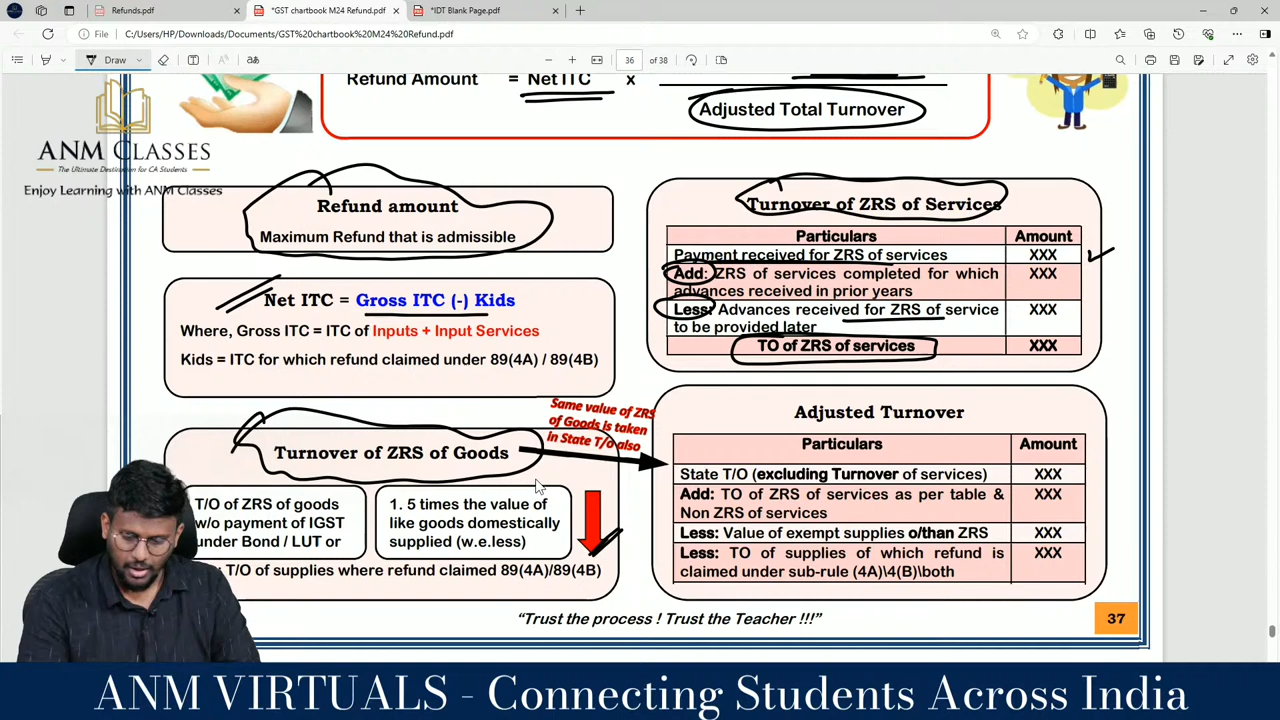 Refunds.pdf
*GST chartbook M24 Refund.pdf
*IDT Blank Page.pdf
File
C:/Users/HP/Downloads/Documents/GST%20chartbook%20M24%20Refund.pdf
Draw
36 of 38
Refund Amount = Net ITC x
Adjusted Total Turnover
ANM CLASSES
The Ultimate Destination for CA Students
Enjoy Learning with ANM Classes
Refund amount
Maximum Refund that is admissible
Net ITC = Gross ITC (-) Kids
Where, Gross ITC = ITC of Inputs + Input Services
Kids = ITC for which refund claimed under 89(4A) / 89(4B)
Turnover of ZRS of Goods
T/O of ZRS of goods
w/o payment of IGST
under Bond / LUT or
1. 5 times the value of
like goods domestically
supplied (w.e.less)
T/O of supplies where refund claimed 89(4A)/89(4B)
Same value of ZRS
of Goods is taken
in State T/o also
Turnover of ZRS of Services
Particulars Amount
Payment received for ZRS of services XXX
Add: ZRS of services completed for which XXX
advances received in prior years
Less: Advances received for ZRS of service XXX
to be provided later
TO of ZRS of services XXX
Adjusted Turnover
Particulars Amount
State T/O (excluding Turnover of services) XXX
Add: TO of ZRS of services as per table & XXX
Non ZRS of services
Less: Value of exempt supplies o/than ZRS XXX
Less: TO of supplies of which refund is XXX
claimed under sub-rule (4A)\4(B)\both
"Trust the process ! Trust the Teacher !!!"
37
ANM VIRTUALS - Connecting Students Across India